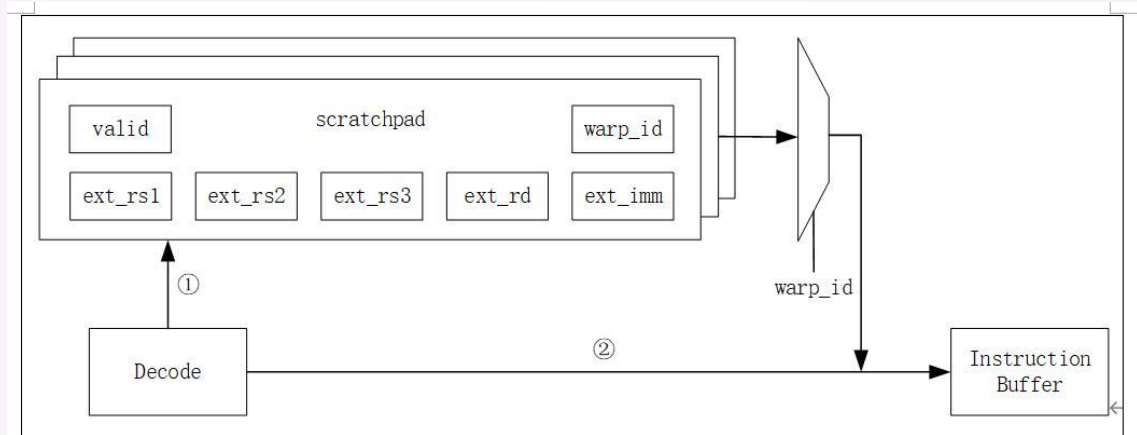 valid
scratchpad
warp_id
ext_rs1
ext_rs2
ext_rs3
ext_rd
ext_imm
①
warp_id
Decode
②
Instruction
Buffer